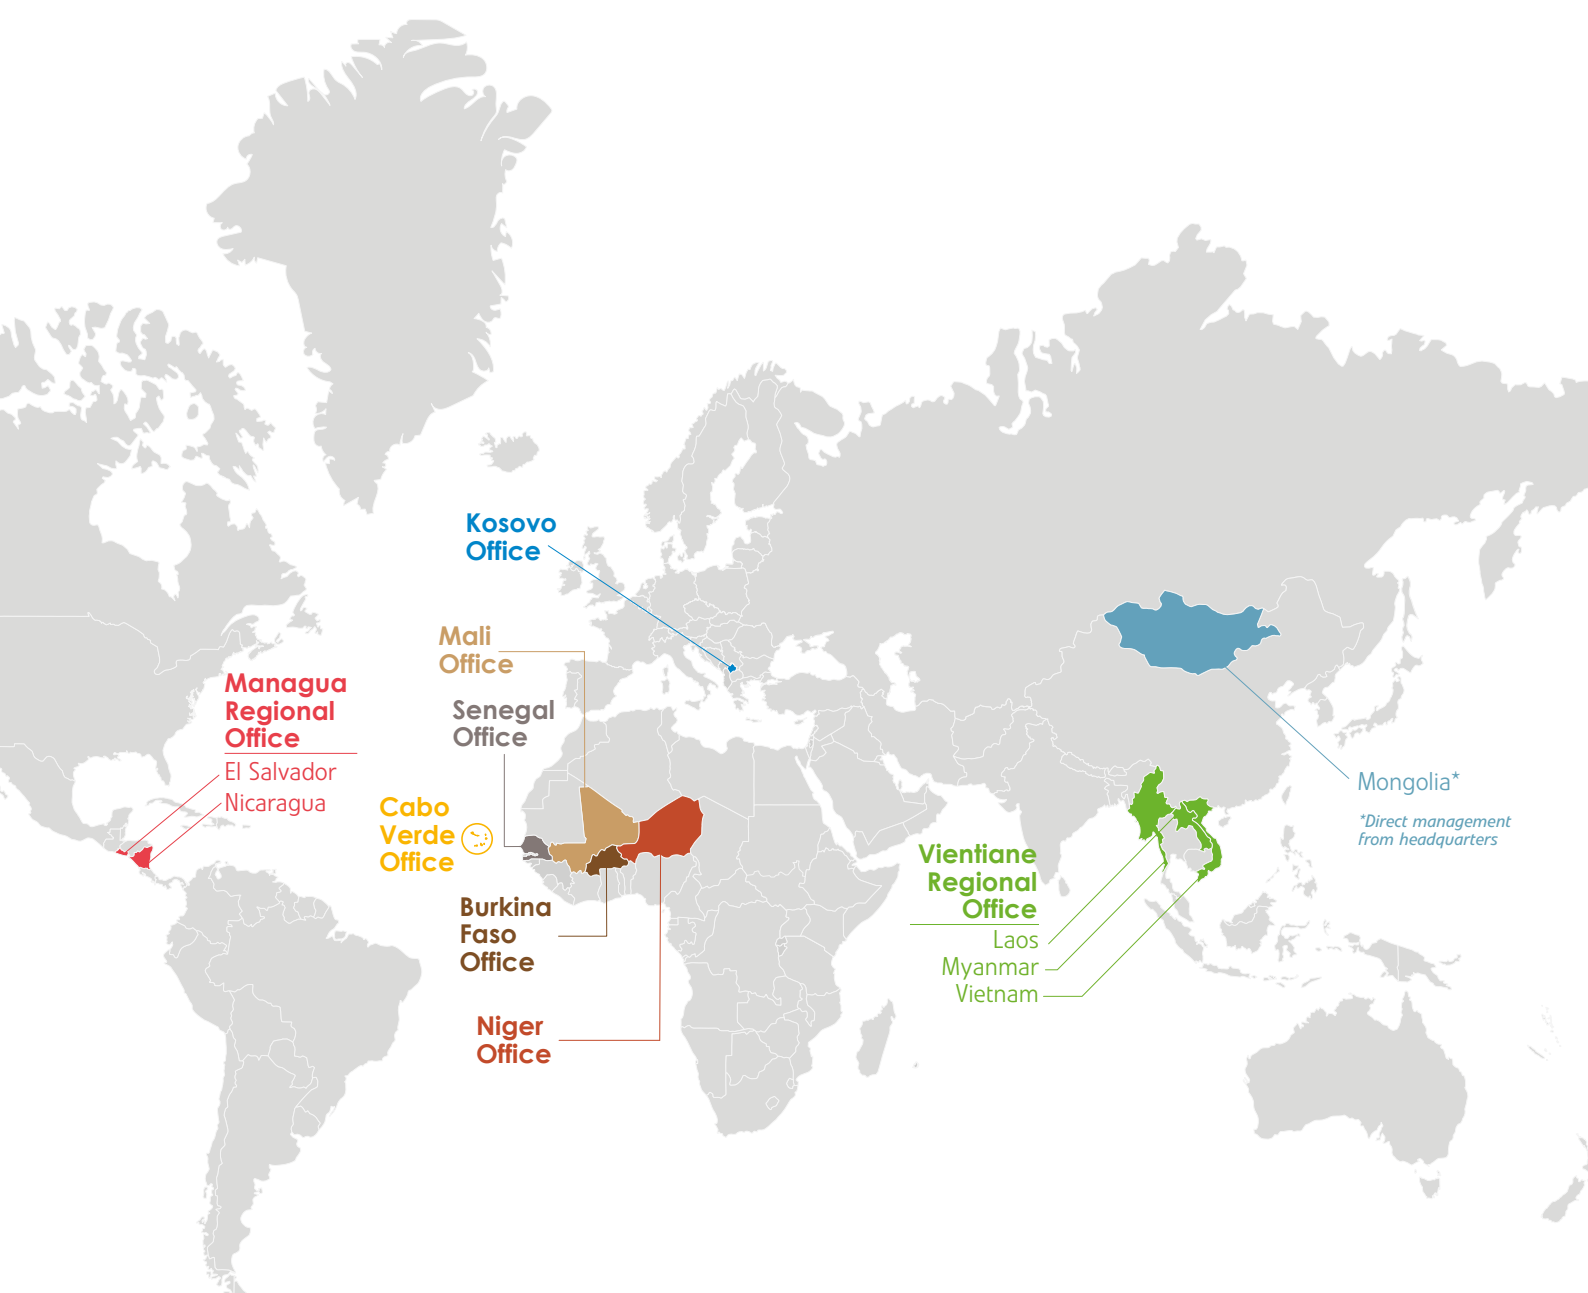 Kosovo
Office
Mali
Office
Managua
Regional
Office
El Salvador
Nicaragua
Senegal
Office
Cabo
Verde
Office
Burkina
Faso
Office
Niger
Office
Vientiane
Regional
Office
Laos
Myanmar
Vietnam
Mongolia*
*Direct management
from headquarters